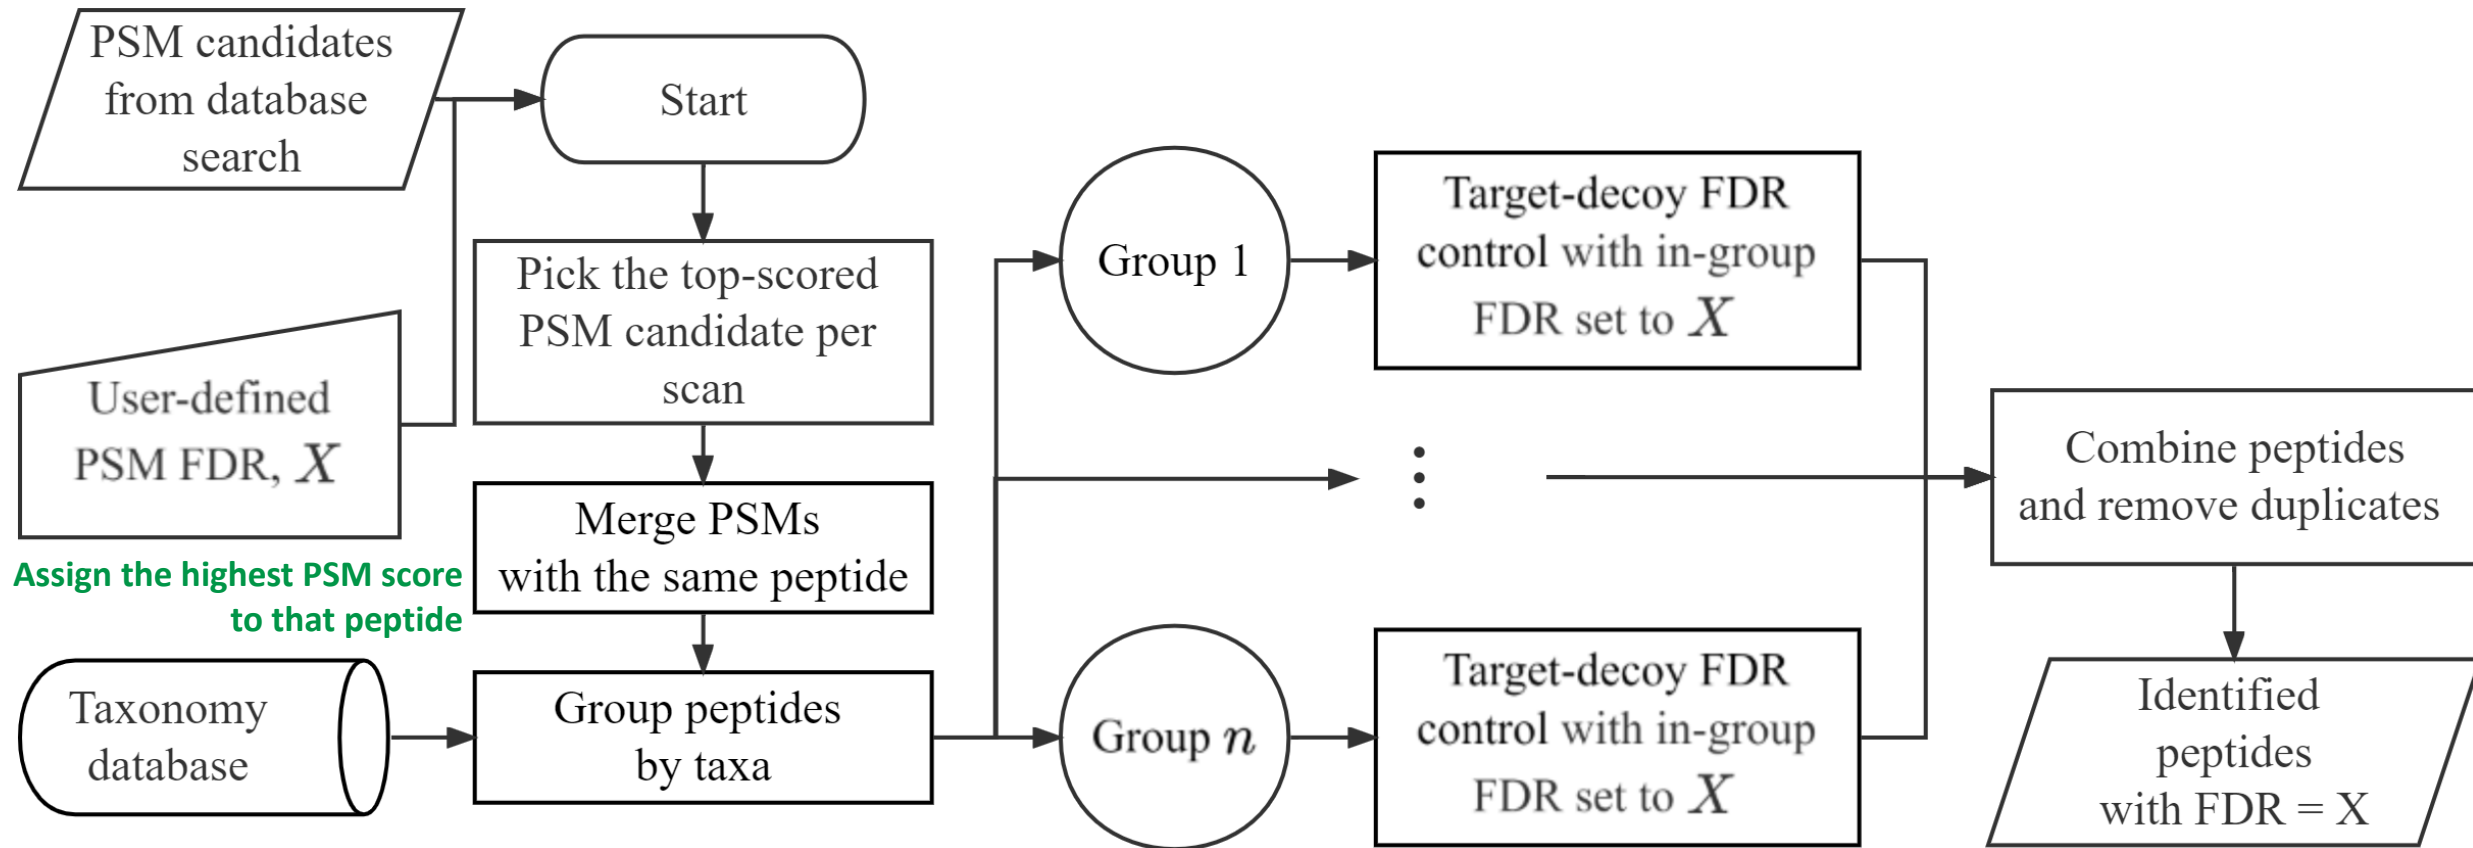 PSM candidates
from database
search
Start
User-defined
PSM FDR, X
Pick the top-scored
PSM candidate per
scan
Assign the highest PSM score
to that peptide
Merge PSMs
with the same peptide
Taxonomy
database
Group peptides
by taxa
Group 1
Target-decoy FDR
control with in-group
FDR set to X
⋮
Group n
Target-decoy FDR
control with in-group
FDR set to X
Combine peptides
and remove duplicates
Identified
peptides
with FDR = X